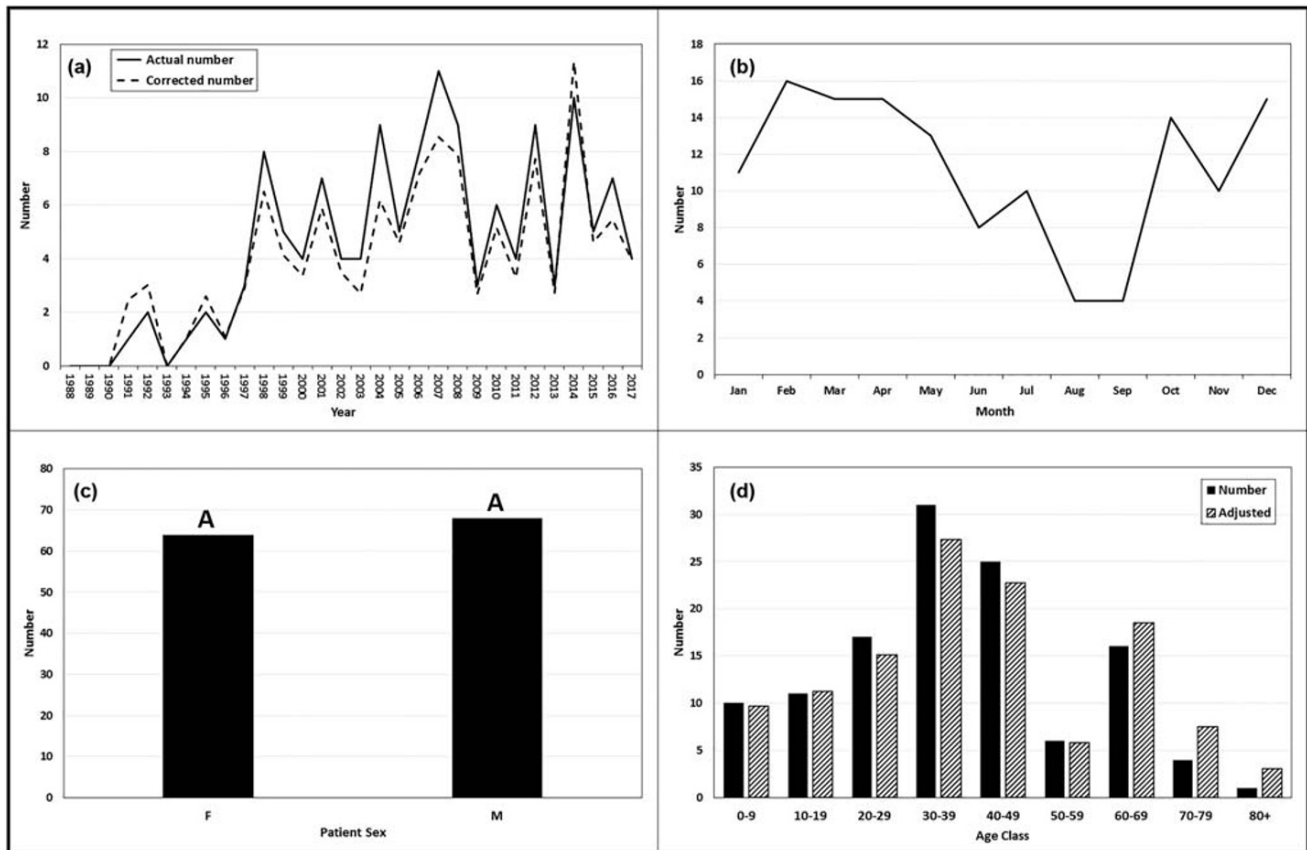 (a)
Actual number
Corrected number
12
10
8
6
4
2
0
Number
1988 1989 1990 1991 1992 1993 1994 1995 1996 1997 1998 1999 2000 2001 2002 2003 2004 2005 2006 2007 2008 2009 2010 2011 2012 2013 2014 2015 2016 2017
Year
(b)
18
16
14
12
10
8
6
4
2
0
Number
Jan Feb Mar Apr May Jun Jul Aug Sep Oct Nov Dec
Month
(c)
80
70
60
50
40
30
20
10
0
Number
A A
F M
Patient Sex
(d)
Number
Adjusted
35
30
25
20
15
10
5
0
Number
0-9 10-19 20-29 30-39 40-49 50-59 60-69 70-79 80+
Age Class